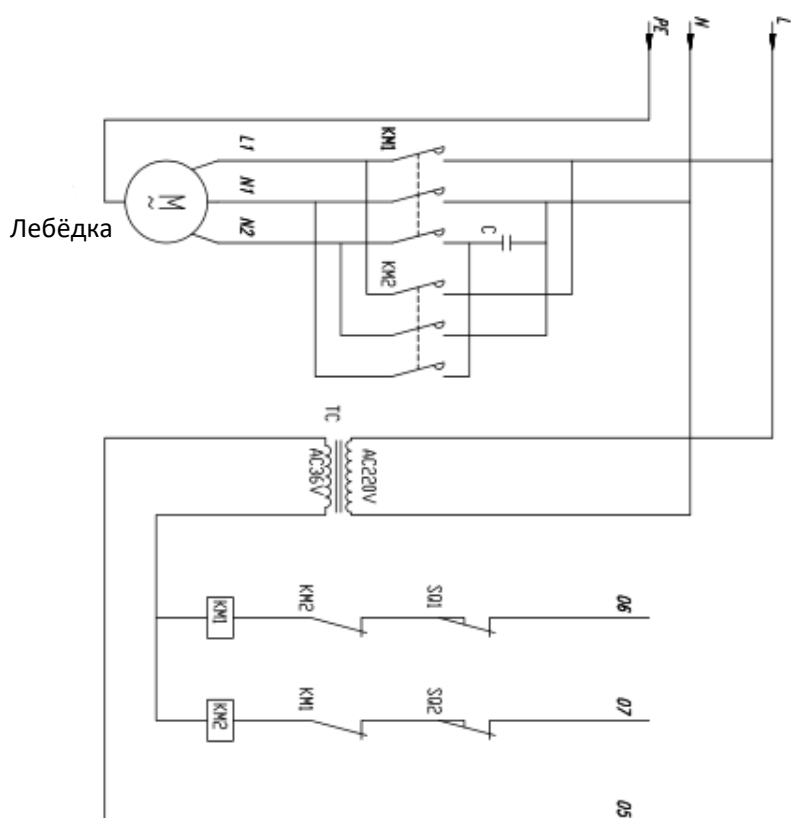 PE
N
L
KM1
L1
N1
N2
M
~
Лебёдка
C
KM2
TC
AC36V
AC220V
KM1
KM2
SQ1
06
KM2
KM1
SQ2
07
05